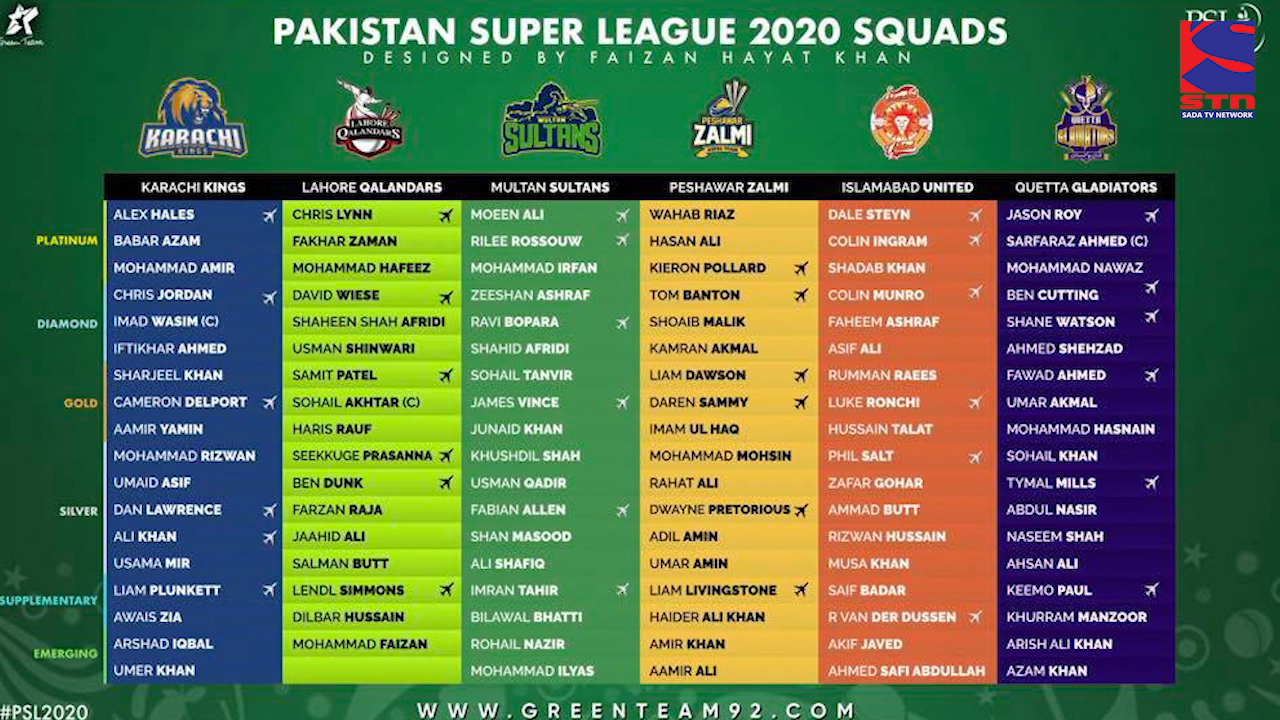 Green Team
PAKISTAN SUPER LEAGUE 2020 SQUADS
DESIGNED BY FAIZAN HAYAT KHAN
PSL
STN
SADA TV NETWORK
KARACHI
KINGS
LAHORE
QALANDARS
MULTAN
SULTANS
PESHAWAR
ZALMI
United
QUETTA
GLADIATORS
KARACHI KINGS LAHORE QALANDARS MULTAN SULTANS PESHAWAR ZALMI ISLAMABAD UNITED QUETTA GLADIATORS
ALEX HALES CHRIS LYNN MOEEN ALI WAHAB RIAZ DALE STEYN JASON ROY
PLATINUM BABAR AZAM FAKHAR ZAMAN RILEE ROSSOUW HASAN ALI COLIN INGRAM SARFARAZ AHMED (C)
MOHAMMAD AMIR MOHAMMAD HAFEEZ MOHAMMAD IRFAN KIERON POLLARD SHADAB KHAN MOHAMMAD NAWAZ
CHRIS JORDAN DAVID WIESE ZEESHAN ASHRAF TOM BANTON COLIN MUNRO BEN CUTTING
DIAMOND IMAD WASIM (C) SHAHEEN SHAH AFRIDI RAVI BOPARA SHOAIB MALIK FAHEEM ASHRAF SHANE WATSON
IFTIKHAR AHMED USMAN SHINWARI SHAHID AFRIDI KAMRAN AKMAL ASIF ALI AHMED SHEHZAD
SHARJEEL KHAN SAMIT PATEL SOHAIL TANVIR LIAM DAWSON RUMMAN RAEES FAWAD AHMED
GOLD CAMERON DELPORT SOHAIL AKHTAR (C) JAMES VINCE DAREN SAMMY LUKE RONCHI UMAR AKMAL
AAMIR YAMIN HARIS RAUF JUNAID KHAN IMAM UL HAQ HUSSAIN TALAT MOHAMMAD HASNAIN
MOHAMMAD RIZWAN SEEKKUGE PRASANNA KHUSHDIL SHAH MOHAMMAD MOHSIN PHIL SALT SOHAIL KHAN
UMAID ASIF BEN DUNK USMAN QADIR RAHAT ALI ZAFAR GOHAR TYMAL MILLS
SILVER DAN LAWRENCE FARZAN RAJA FABIAN ALLEN DWAYNE PRETORIOUS AMMAD BUTT ABDUL NASIR
ALI KHAN JAAHID ALI SHAN MASOOD ADIL AMIN RIZWAN HUSSAIN NASEEM SHAH
USAMA MIR SALMAN BUTT ALI SHAFIQ UMAR AMIN MUSA KHAN AHSAN ALI
SUPPLEMENTARY LIAM PLUNKETT LENDL SIMMONS IMRAN TAHIR LIAM LIVINGSTONE SAIF BADAR KEEMO PAUL
AWAIS ZIA DILBAR HUSSAIN BILAWAL BHATTI HAIDER ALI KHAN R VAN DER DUSSEN KHURRAM MANZOOR
EMERGING ARSHAD IQBAL MOHAMMAD FAIZAN ROHAIL NAZIR AMIR KHAN AKIF JAVED ARISH ALI KHAN
UMER KHAN MOHAMMAD ILYAS AAMIR ALI AHMED SAFI ABDULLAH AZAM KHAN
#PSL2020
WWW.GREENTEAM92.COM